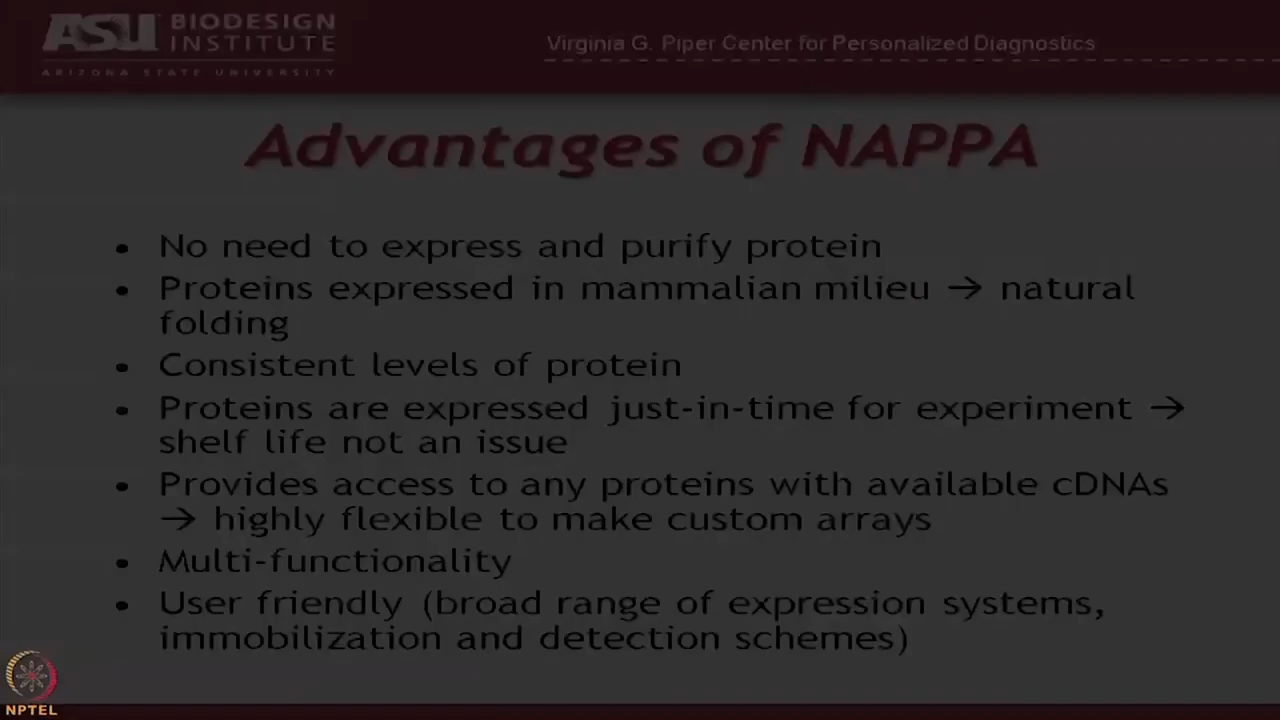 ASU BIODESIGN INSTITUTE
ARIZONA STATE UNIVERSITY
Virginia G. Piper Center for Personalized Diagnostics
Advantages of NAPPA
• No need to express and purify protein
• Proteins expressed in mammalian milieu → natural
folding
• Consistent levels of protein
• Proteins are expressed just-in-time for experiment →
shelf life not an issue
• Provides access to any proteins with available cDNAs
→ highly flexible to make custom arrays
• Multi-functionality
• User friendly (broad range of expression systems,
immobilization and detection schemes)
NPTEL